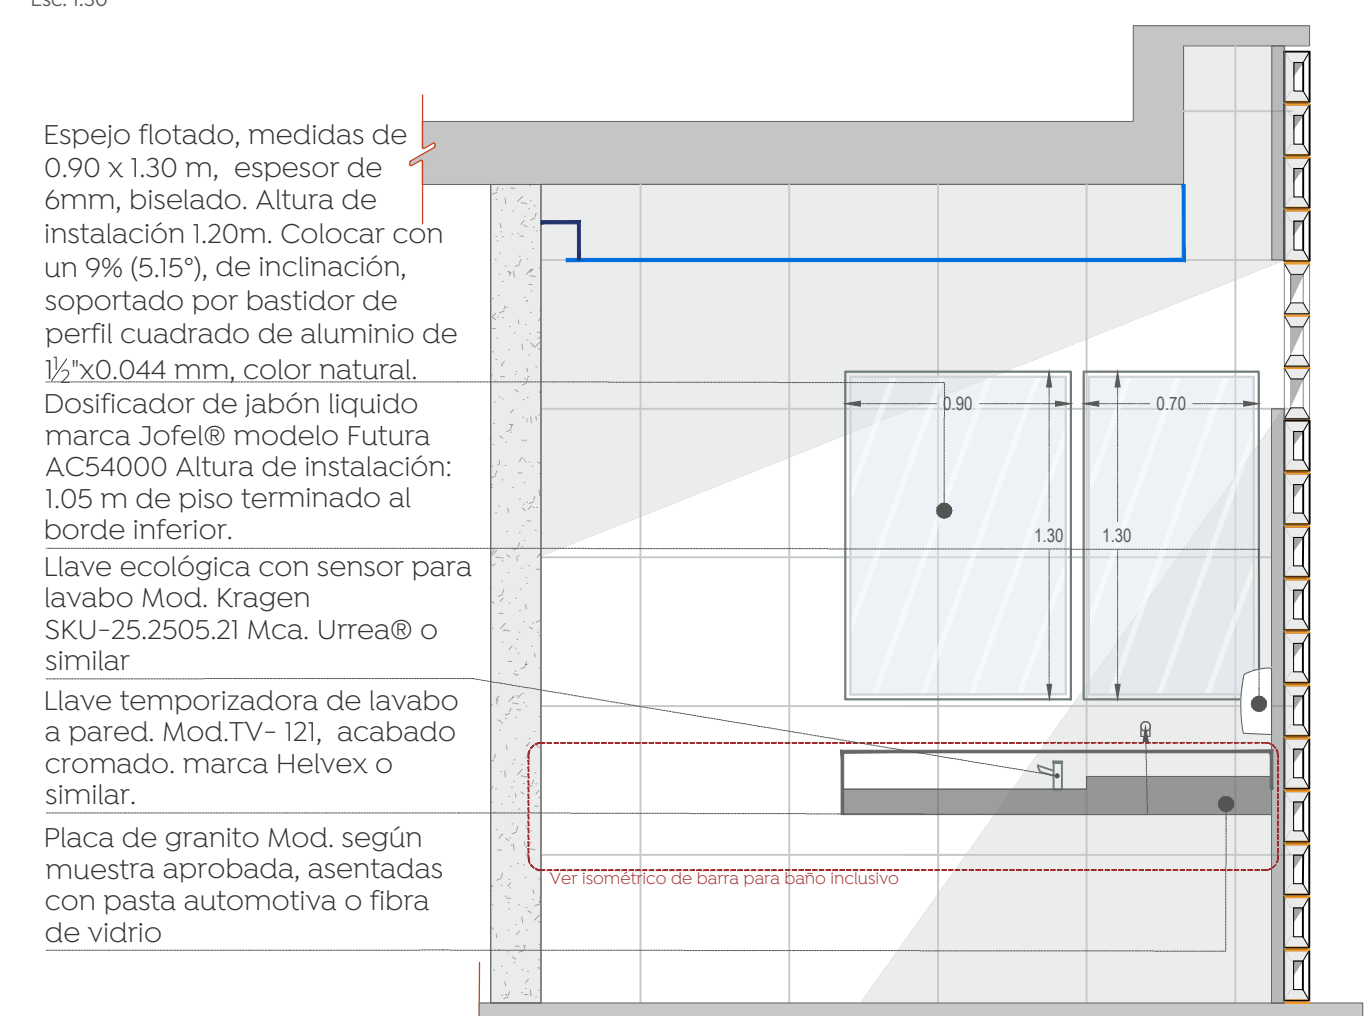 Esc. 1:30
Espejo flotado, medidas de
0.90 x 1.30 m, espesor de
6mm, biselado. Altura de
instalación 1.20m. Colocar con
un 9% (5.15°), de inclinación,
soportado por bastidor de
perfil cuadrado de aluminio de
1½"x0.044 mm, color natural.
Dosificador de jabón liquido
marca Jofel® modelo Futura
AC54000 Altura de instalación:
1.05 m de piso terminado al
borde inferior.
Llave ecológica con sensor para
lavabo Mod. Kragen
SKU-25.2505.21 Mca. Urrea® o
similar
Llave temporizadora de lavabo
a pared. Mod.TV- 121, acabado
cromado. marca Helvex o
similar.
Placa de granito Mod. según
muestra aprobada, asentadas
con pasta automotiva o fibra
de vidrio
0.90
0.70
1.30
1.30
Ver isométrico de barra para baño inclusivo